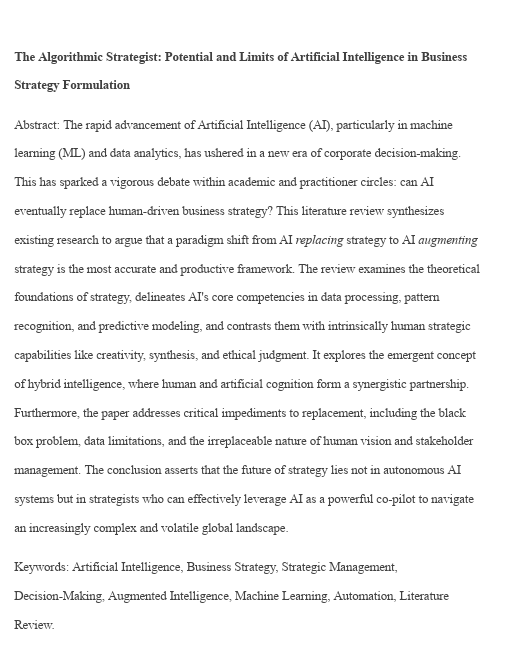 The Algorithmic Strategist: Potential and Limits of Artificial Intelligence in Business
Strategy Formulation
Abstract: The rapid advancement of Artificial Intelligence (AI), particularly in machine
learning (ML) and data analytics, has ushered in a new era of corporate decision-making.
This has sparked a vigorous debate within academic and practitioner circles: can AI
eventually replace human-driven business strategy? This literature review synthesizes
existing research to argue that a paradigm shift from AI replacing strategy to AI augmenting
strategy is the most accurate and productive framework. The review examines the theoretical
foundations of strategy, delineates AI's core competencies in data processing, pattern
recognition, and predictive modeling, and contrasts them with intrinsically human strategic
capabilities like creativity, synthesis, and ethical judgment. It explores the emergent concept
of hybrid intelligence, where human and artificial cognition form a synergistic partnership.
Furthermore, the paper addresses critical impediments to replacement, including the black
box problem, data limitations, and the irreplaceable nature of human vision and stakeholder
management. The conclusion asserts that the future of strategy lies not in autonomous AI
systems but in strategists who can effectively leverage AI as a powerful co-pilot to navigate
an increasingly complex and volatile global landscape.
Keywords: Artificial Intelligence, Business Strategy, Strategic Management,
Decision-Making, Augmented Intelligence, Machine Learning, Automation, Literature
Review.